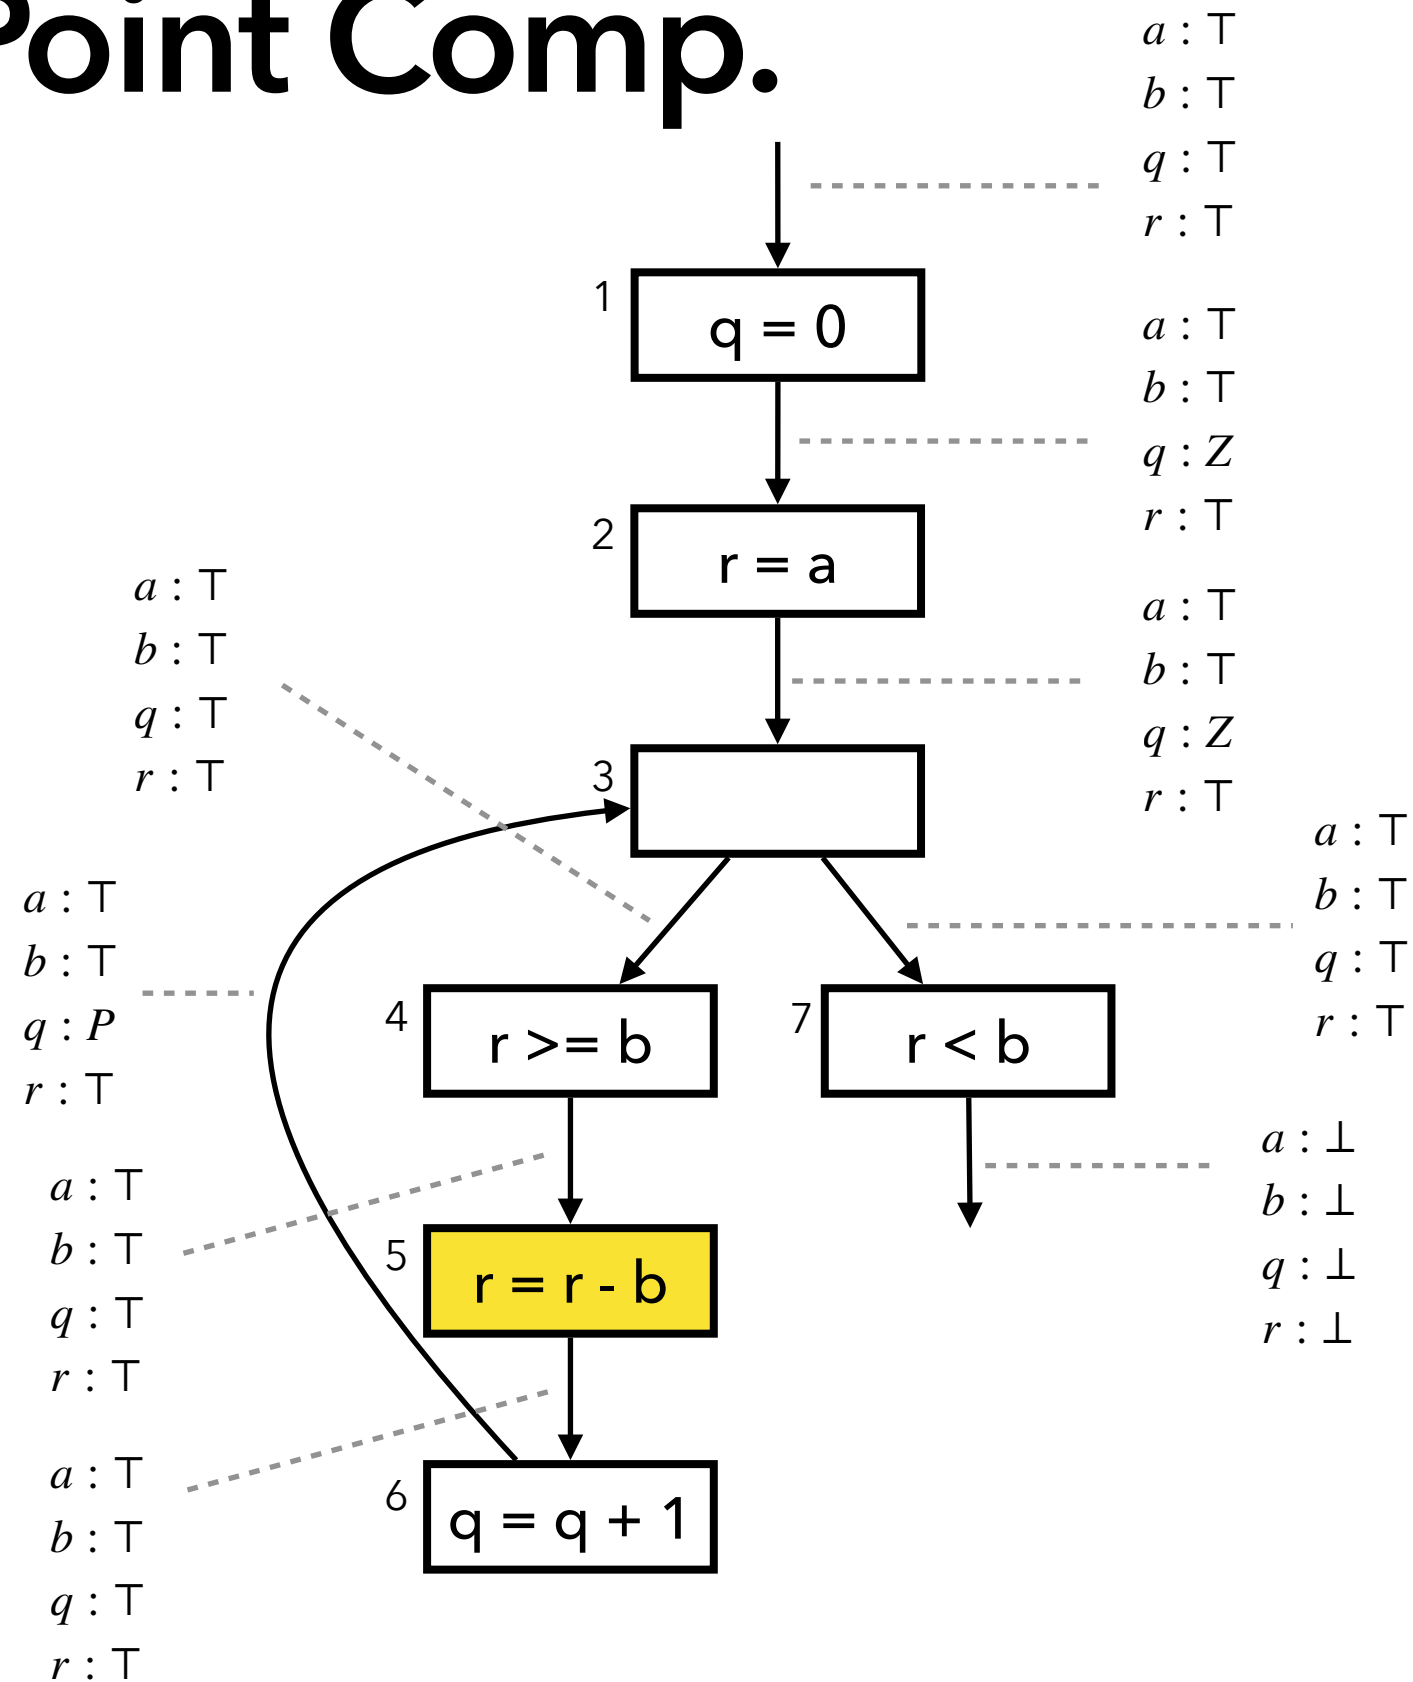 Point Comp.
a : ⊤
b : ⊤
q : ⊤
r : ⊤
1
q = 0
a : ⊤
b : ⊤
q : Z
r : ⊤
2
r = a
a : ⊤
b : ⊤
q : Z
r : ⊤
a : ⊤
b : ⊤
q : ⊤
r : ⊤
3
a : ⊤
b : ⊤
q : ⊤
r : ⊤
a : ⊤
b : ⊤
q : P
r : ⊤
4
r >= b
7
r < b
a : ⊥
b : ⊥
q : ⊥
r : ⊥
a : ⊤
b : ⊤
q : ⊤
r : ⊤
5
r = r - b
a : ⊤
b : ⊤
q : ⊤
r : ⊤
6
q = q + 1